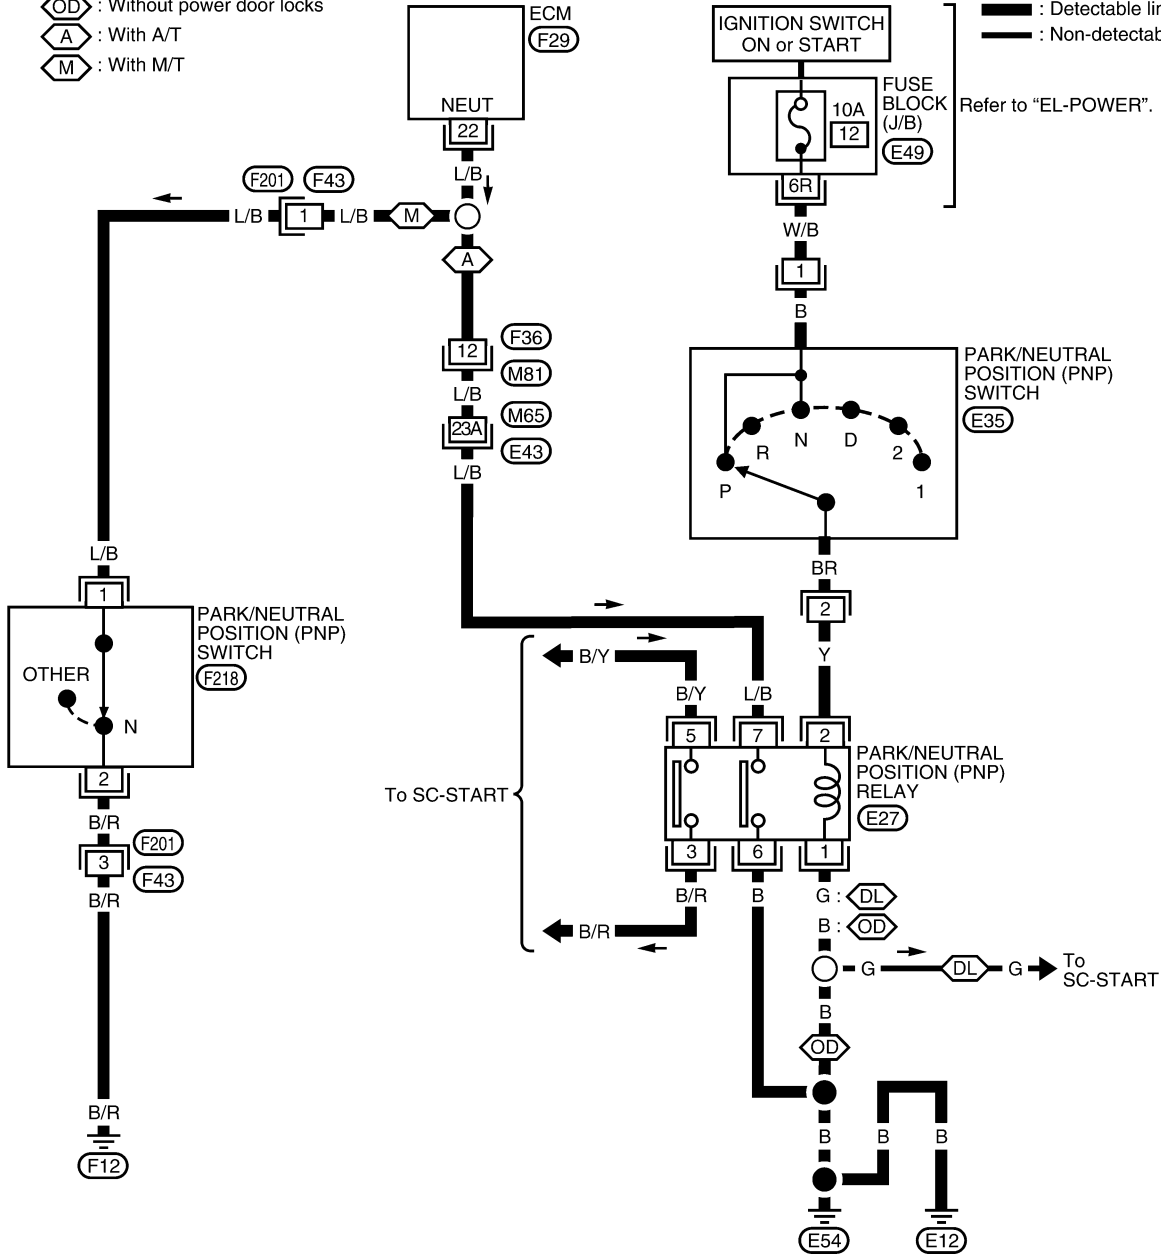 OD : Without power door locks
A : With A/T
M : With M/T
ECM
F29
NEUT
22
L/B
IGNITION SWITCH
ON or START
FUSE
BLOCK
(J/B)
10A
12
E49
6R
W/B
1
B
Refer to “EL-POWER”.
: Detectable li
: Non-detectab
F201
F43
L/B
1
L/B
M
A
12
F36
M81
L/B
M65
23A
E43
L/B
PARK/NEUTRAL
POSITION (PNP)
SWITCH
E35
R
N
D
2
P
1
BR
2
Y
L/B
1
PARK/NEUTRAL
POSITION (PNP)
SWITCH
F218
OTHER
N
2
B/R
F201
3
F43
B/R
B/R
F12
B/Y
B/Y
L/B
5
7
2
PARK/NEUTRAL
POSITION (PNP)
RELAY
E27
To SC-START
3
6
1
B/R
B
G : DL
B : OD
B/R
G
DL
G
To
SC-START
B
OD
B
B
B
E54
E12